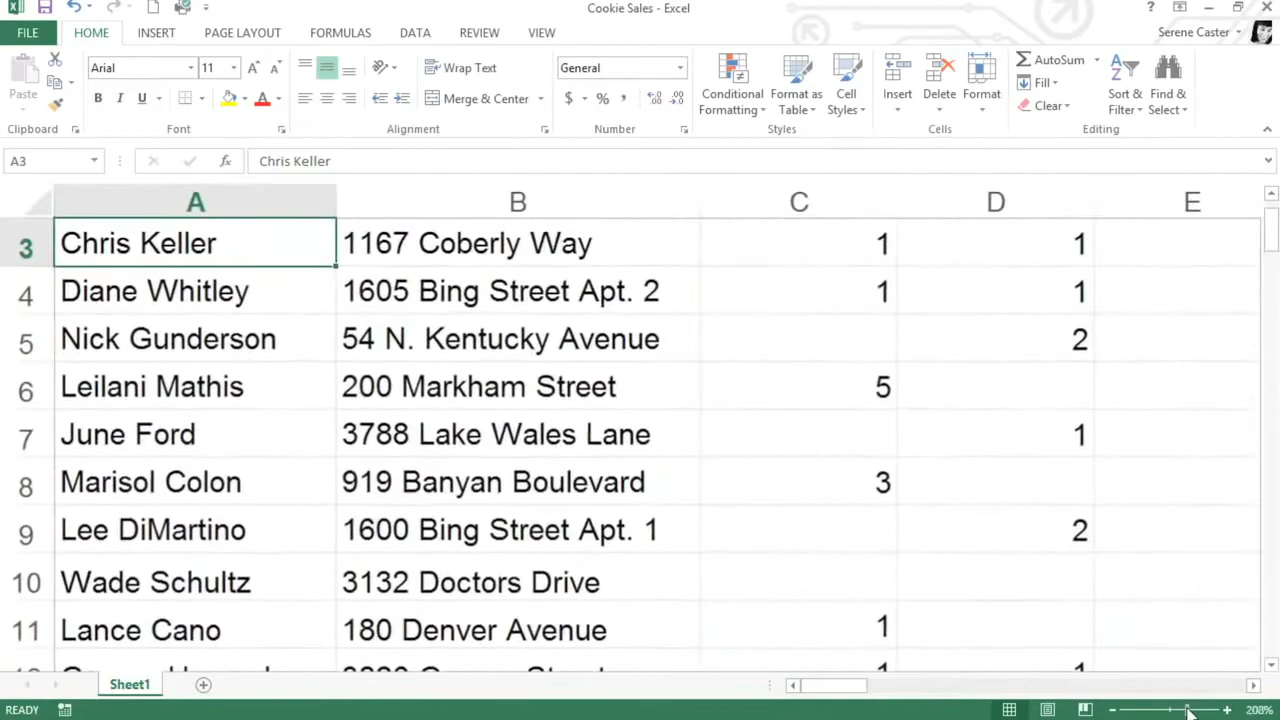 Cookie Sales - Excel
?
FILE HOME INSERT PAGE LAYOUT FORMULAS DATA REVIEW VIEW Serene Caster
Arial 11 Wrap Text General AutoSum
Paste Fill
B I U A Merge & Center $ % , Conditional Formatting Format as Table Cell Styles Insert Delete Format Clear Sort & Filter Find & Select
Clipboard Font Alignment Number Styles Cells Editing
A3 fx Chris Keller
A B C D E
3 Chris Keller 1167 Coberly Way 1 1
4 Diane Whitley 1605 Bing Street Apt. 2 1 1
5 Nick Gunderson 54 N. Kentucky Avenue 2
6 Leilani Mathis 200 Markham Street 5
7 June Ford 3788 Lake Wales Lane 1
8 Marisol Colon 919 Banyan Boulevard 3
9 Lee DiMartino 1600 Bing Street Apt. 1 2
10 Wade Schultz 3132 Doctors Drive
11 Lance Cano 180 Denver Avenue 1
Sheet1
READY 208%